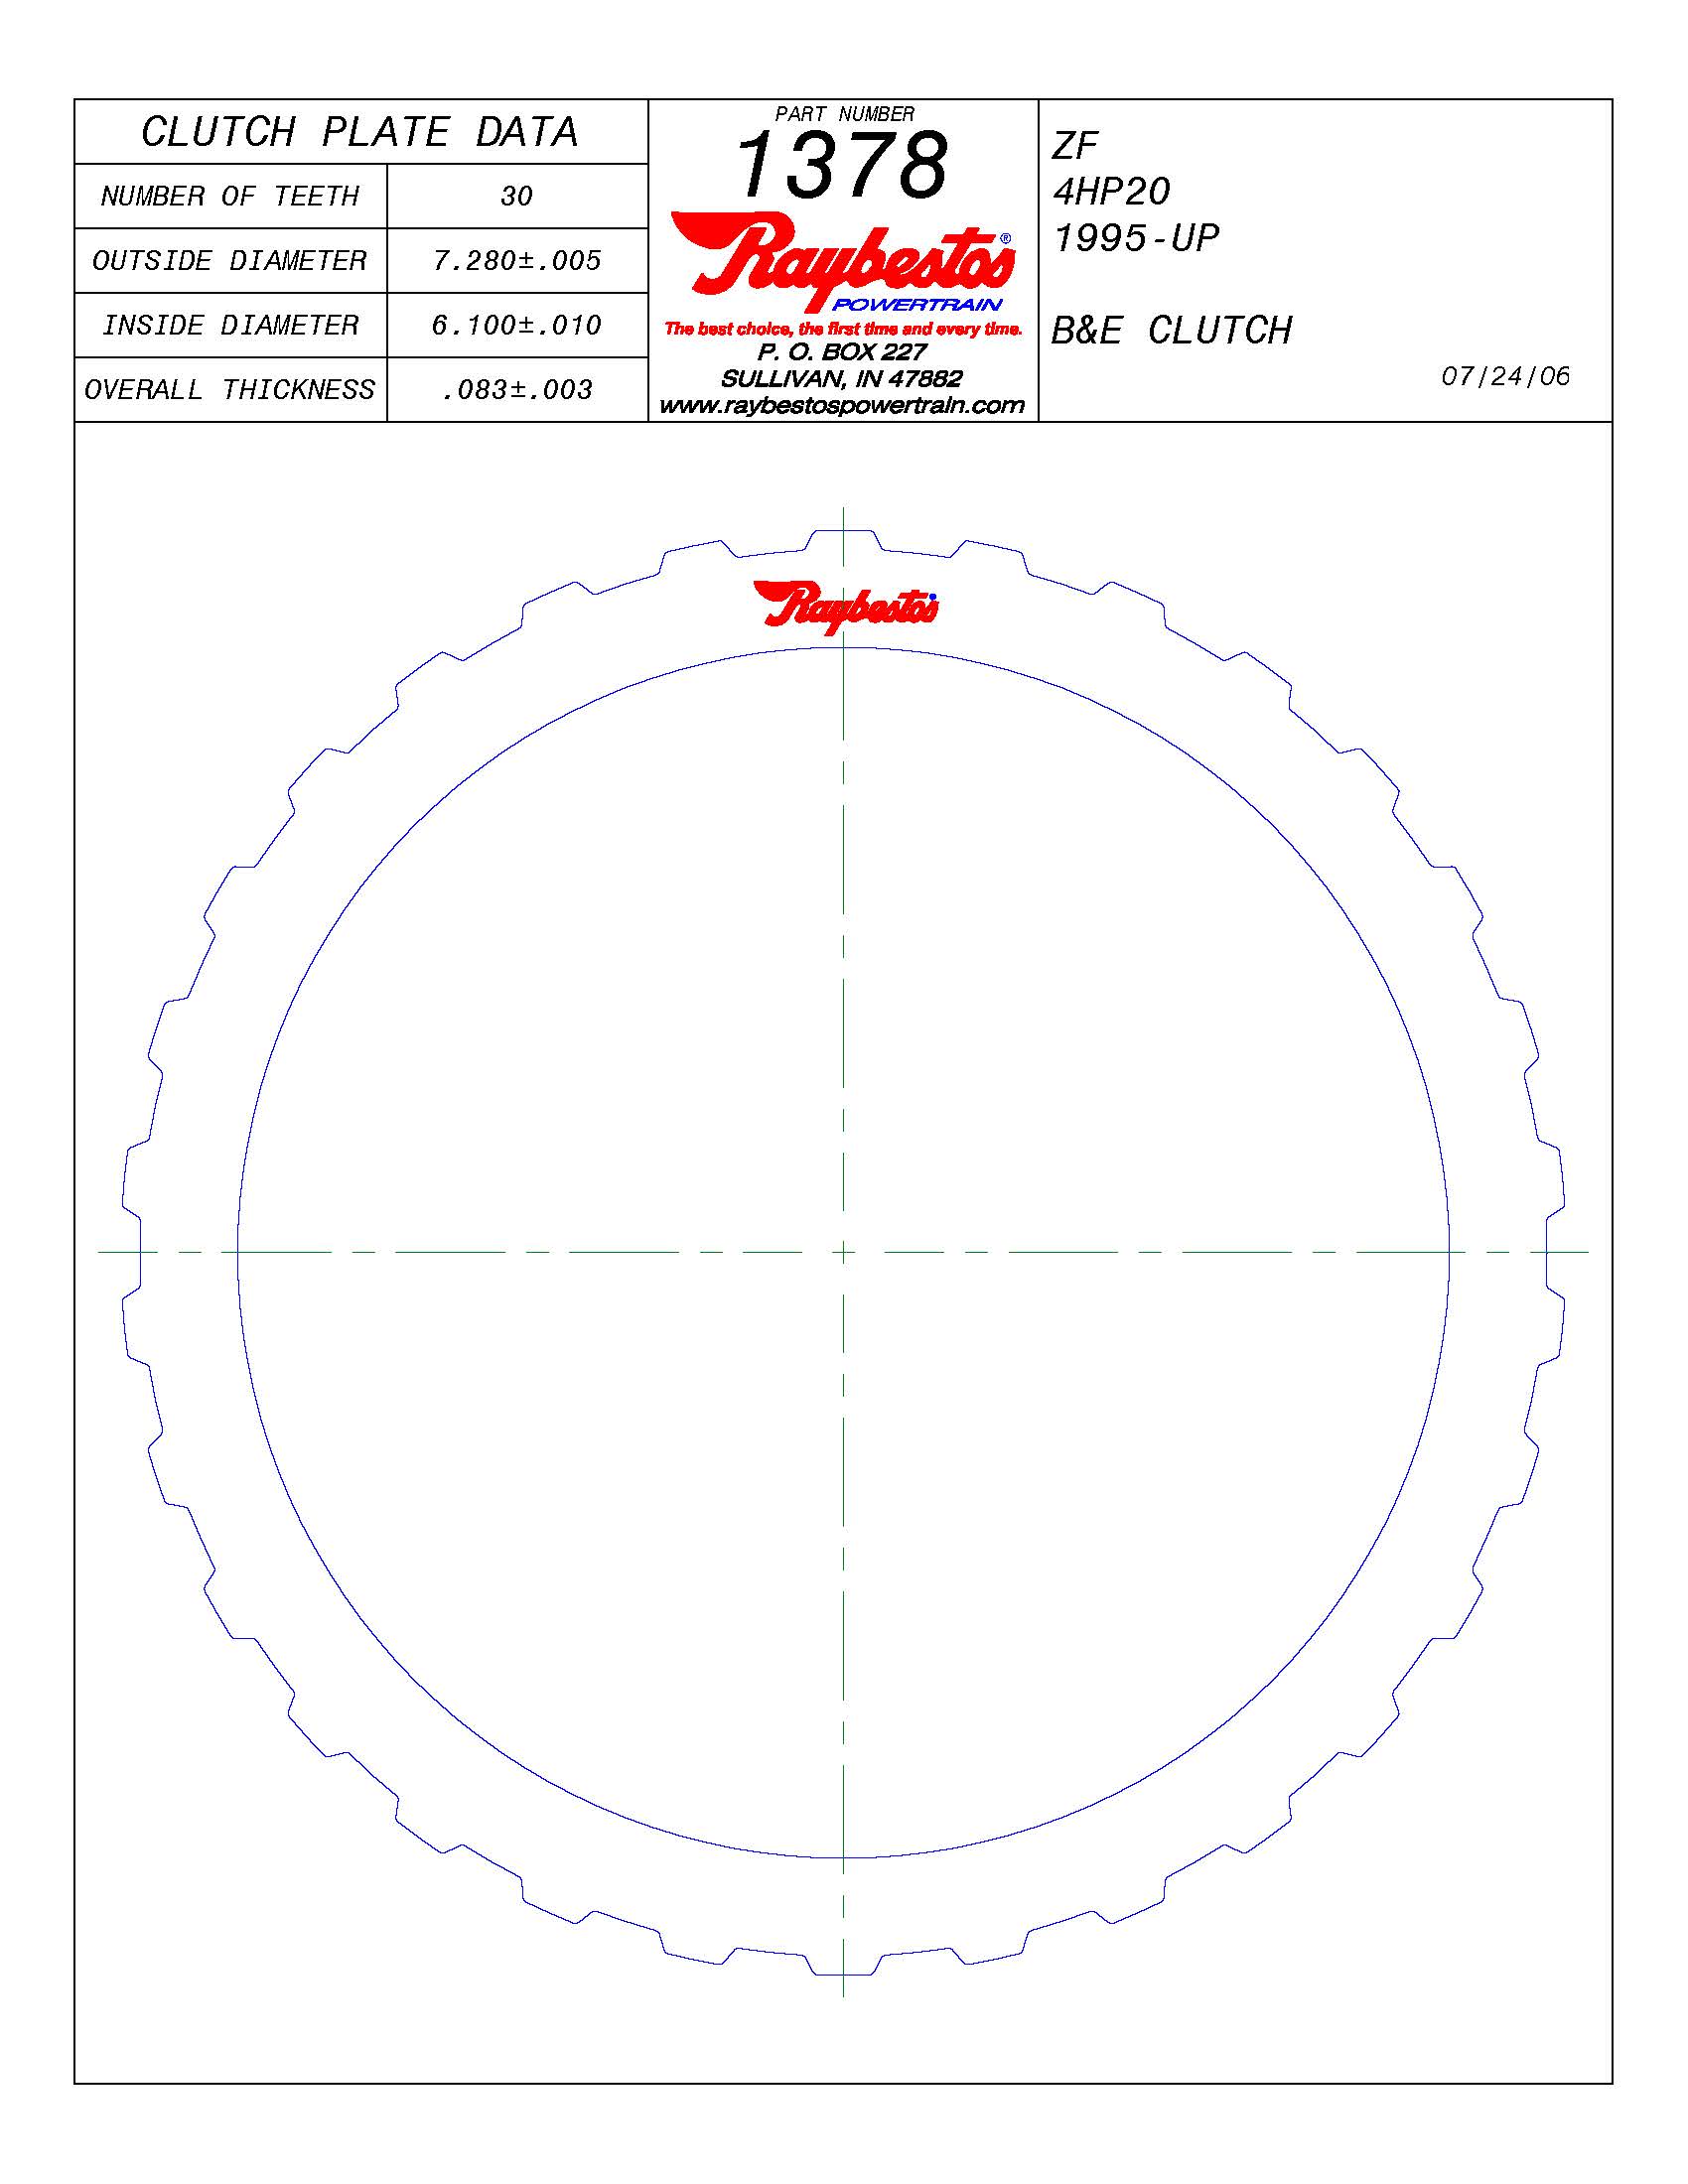 CLUTCH PLATE DATA
NUMBER OF TEETH 30
OUTSIDE DIAMETER 7.280±.005
INSIDE DIAMETER 6.100±.010
OVERALL THICKNESS .083±.003
PART NUMBER
1378
Raybestos®
POWERTRAIN
The best choice, the first time and every time.
P. O. BOX 227
SULLIVAN, IN 47882
www.raybestospowertrain.com
ZF
4HP20
1995-UP
B&E CLUTCH
07/24/06
Raybestos